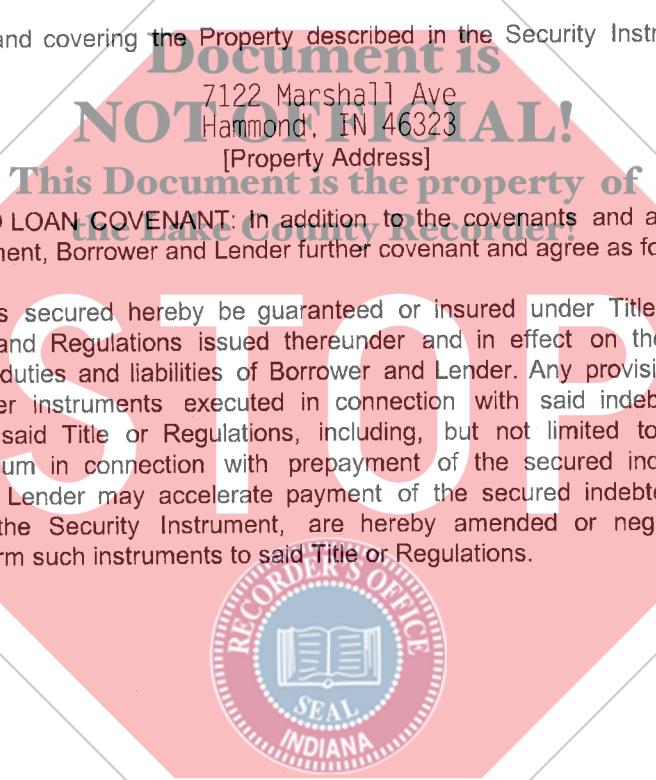 and covering the Property described in the Security Instr
Document is
7122 Marshall Ave
NOT OFFICIAL!
Hammond, IN 46323
[Property Address]
This Document is the property of
LOAN COVENANT: In addition to the covenants and a
the Lake County Recorder!
ent, Borrower and Lender further covenant and agree as fo
s secured hereby be guaranteed or insured under Title
and Regulations issued thereunder and in effect on the
duties and liabilities of Borrower and Lender. Any provisi
er instruments executed in connection with said indeb
said Title or Regulations, including, but not limited to
um in connection with prepayment of the secured ind
Lender may accelerate payment of the secured indebte
the Security Instrument, are hereby amended or neg
rm such instruments to said Title or Regulations.
STOP
RECORDER'S OFFICE
SEAL
INDIANA